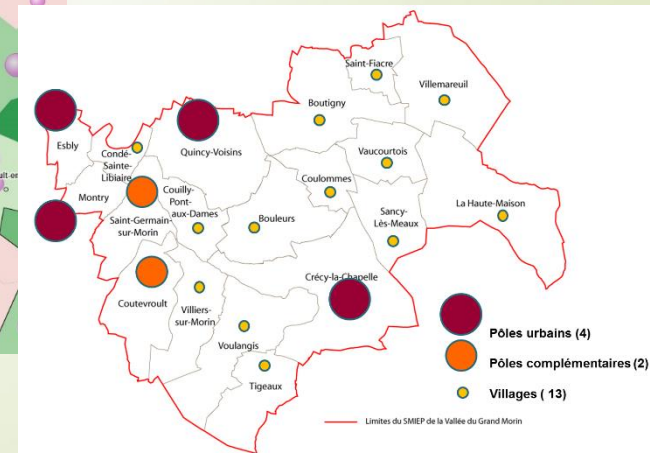 Saint-Fiacre
Villemareuil
Boutigny
Esbly
Condé-
Sainte-
Libiaire
Quincy-Voisins
Vaucourtois
Montry
Couilly-
Pont-
aux-Dames
Coulommes
La Haute-Maison
Saint-Germain-
sur-Morin
Bouleurs
Sancy-
Lès-Meaux
Crécy-la-Chapelle
Coutevroult
Villiers-
sur-Morin
Voulangis
Tigeaux
Pôles urbains (4)
Pôles complémentaires (2)
Villages ( 13)
Limites du SMIEP de la Vallée du Grand Morin